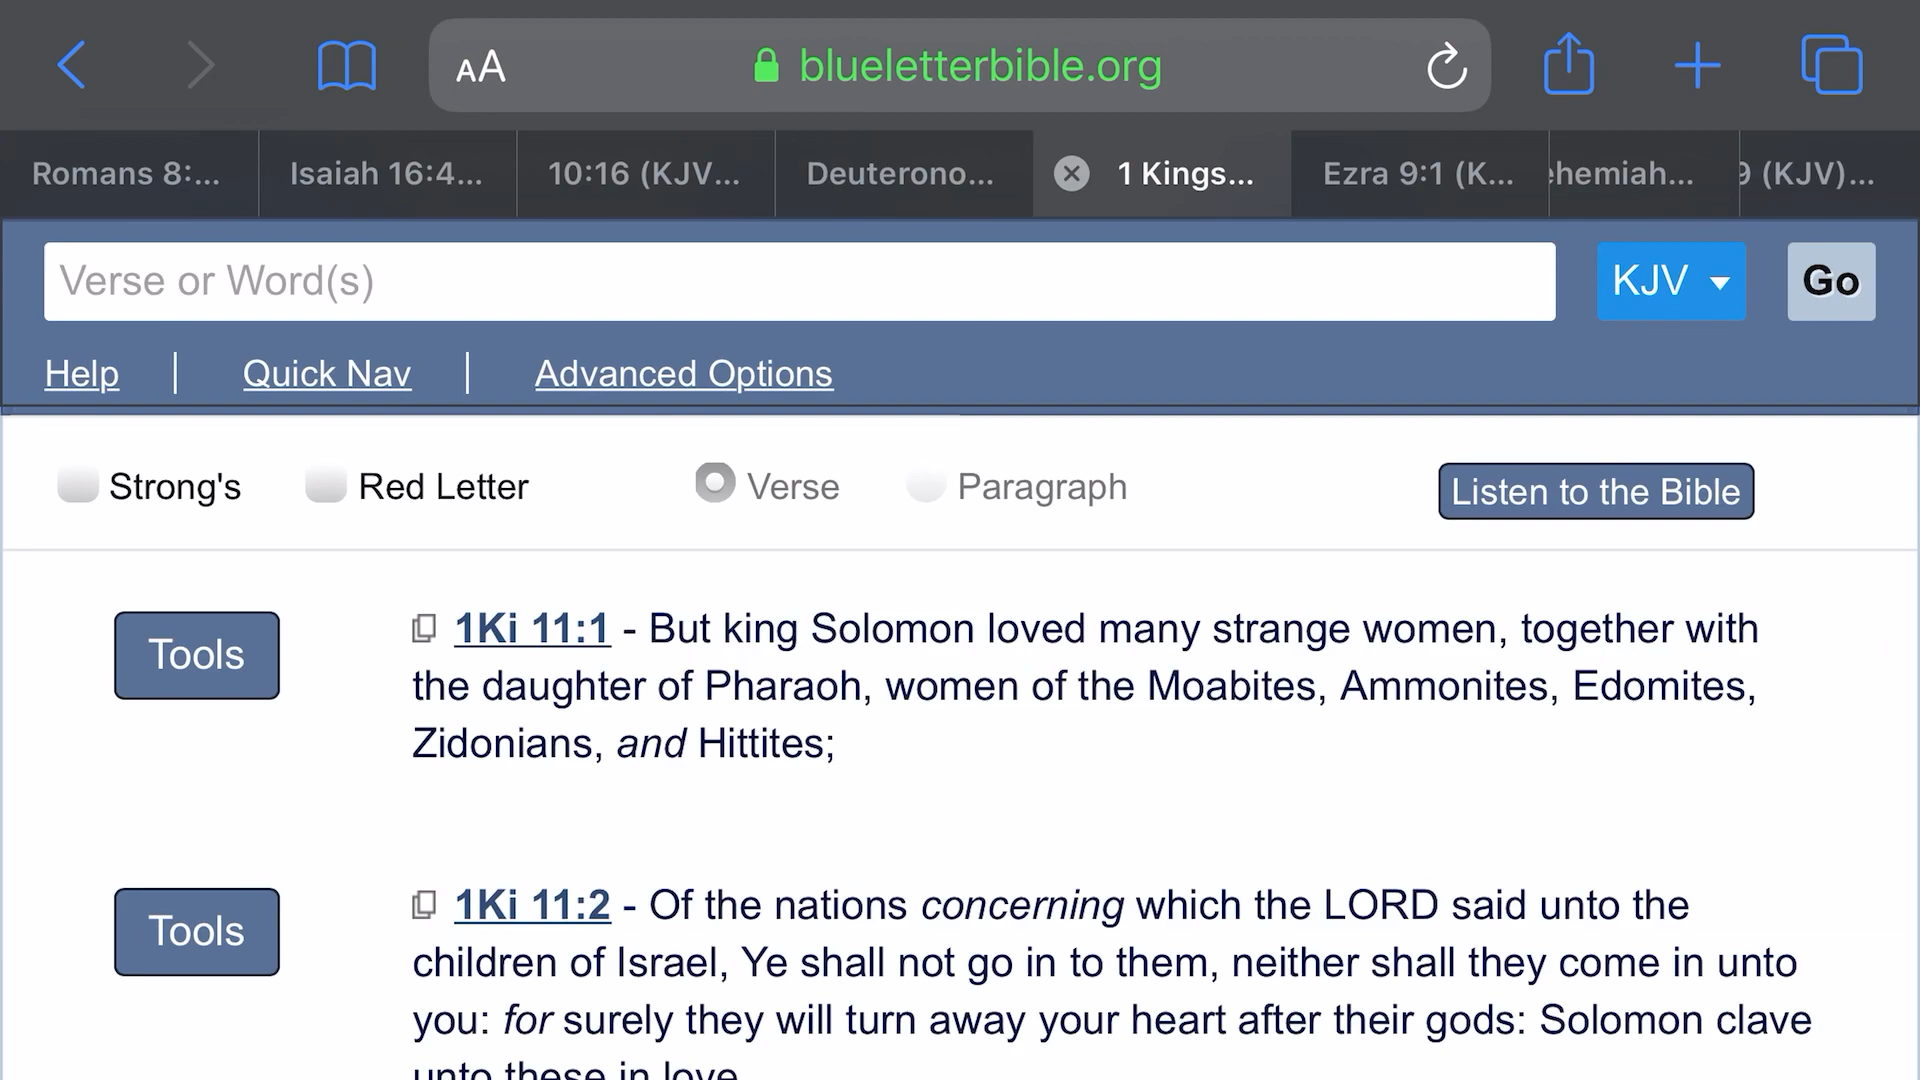 AA blueletterbible.org
Romans 8:... Isaiah 16:4... 10:16 (KJV... Deuterono... 1 Kings... Ezra 9:1 (K... ehemiah... 9 (KJV)...
Verse or Word(s) KJV Go
Help | Quick Nav | Advanced Options
Strong's Red Letter Verse Paragraph Listen to the Bible
Tools
1Ki 11:1 - But king Solomon loved many strange women, together with
the daughter of Pharaoh, women of the Moabites, Ammonites, Edomites,
Zidonians, and Hittites;
Tools
1Ki 11:2 - Of the nations concerning which the LORD said unto the
children of Israel, Ye shall not go in to them, neither shall they come in unto
you: for surely they will turn away your heart after their gods: Solomon clave
unto these in love.